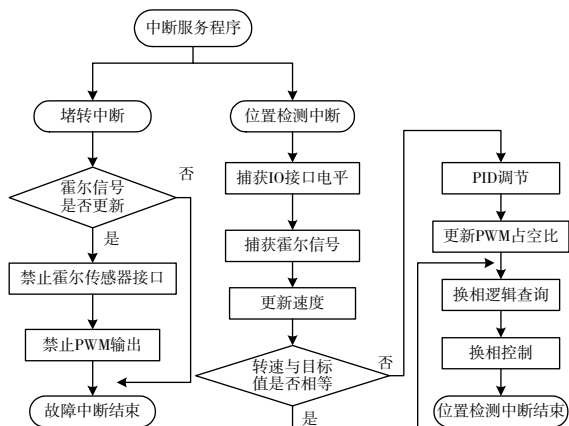 中断服务程序
堵转中断
霍尔信号
是否更新
否
是
禁止霍尔传感器接口
禁止PWM输出
故障中断结束
位置检测中断
捕获IO接口电平
捕获霍尔信号
更新速度
转速与目标
值是否相等
否
是
PID调节
更新PWM占空比
换相逻辑查询
换相控制
位置检测中断结束